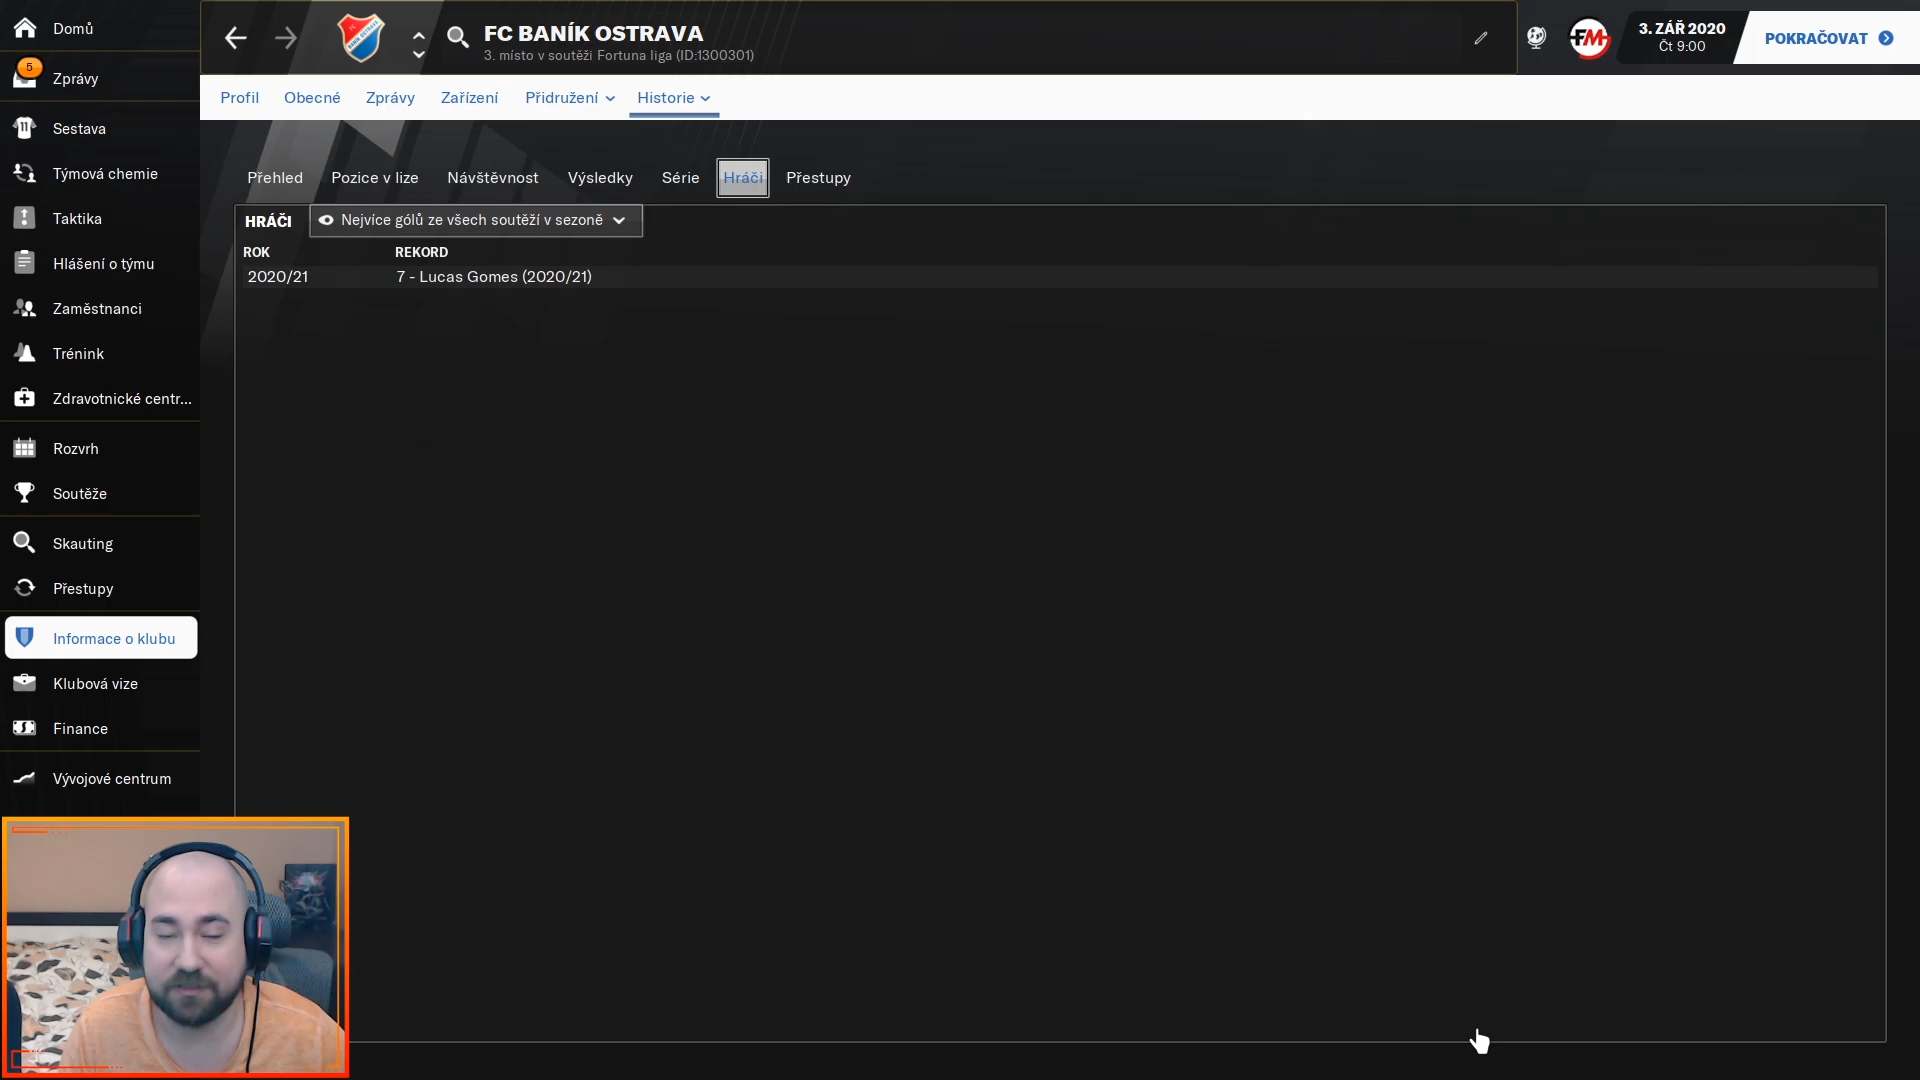 Domů
5
Zprávy
11
Sestava
Týmová chemie
Taktika
Hlášení o týmu
Zaměstnanci
Trénink
Zdravotnické centr...
Rozvrh
Soutěže
Skauting
Přestupy
Informace o klubu
Klubová vize
Finance
Vývojové centrum
FC BANÍK OSTRAVA
3. místo v soutěži Fortuna liga (ID:1300301)
FM
3. ZÁŘ 2020
Čt 9:00
POKRAČOVAT
Profil Obecné Zprávy Zařízení Přidružení Historie
Přehled Pozice v lize Návštěvnost Výsledky Série Hráči Přestupy
HRÁČI Nejvíce gólů ze všech soutěží v sezoně
ROK REKORD
2020/21 7 - Lucas Gomes (2020/21)